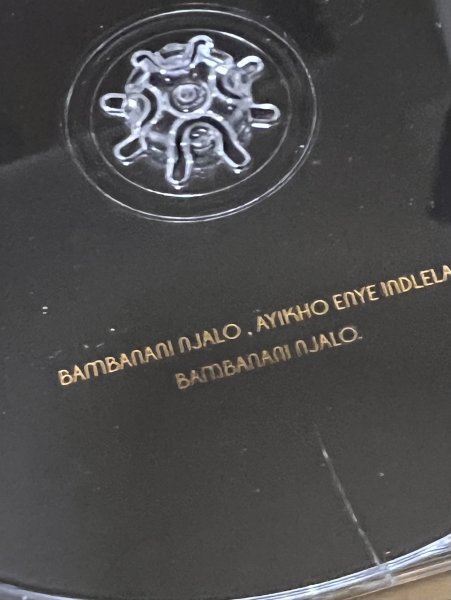 BAMBANANI NJALO , AYIKHO ENYE INDLELA
BAMBANANI NJALO.